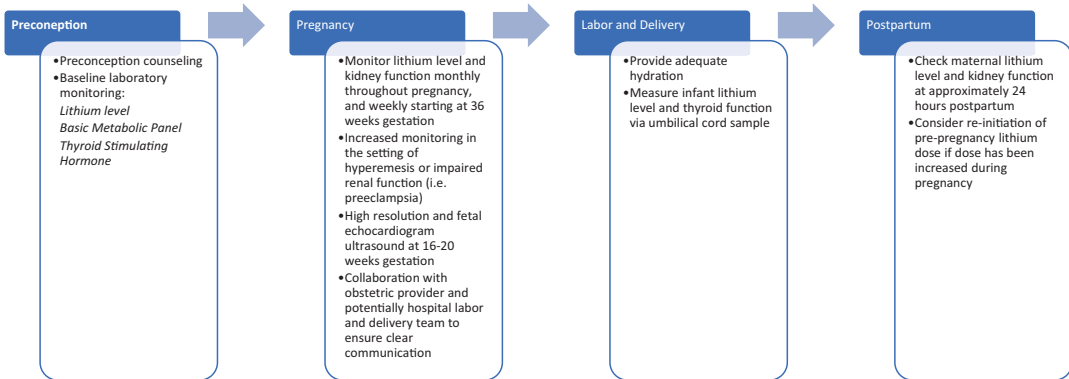 Preconception
•Preconception counseling
•Baseline laboratory
monitoring:
Lithium level
Basic Metabolic Panel
Thyroid Stimulating
Hormone
Pregnancy
•Monitor lithium level and
kidney function monthly
throughout pregnancy,
and weekly starting at 36
weeks gestation
•Increased monitoring in
the setting of
hyperemesis or impaired
renal function (i.e.
preeclampsia)
•High resolution and fetal
echocardiogram
ultrasound at 16-20
weeks gestation
•Collaboration with
obstetric provider and
potentially hospital labor
and delivery team to
ensure clear
communication
Labor and Delivery
•Provide adequate
hydration
•Measure infant lithium
level and thyroid function
via umbilical cord sample
Postpartum
•Check maternal lithium
level and kidney function
at approximately 24
hours postpartum
•Consider re-initiation of
pre-pregnancy lithium
dose if dose has been
increased during
pregnancy